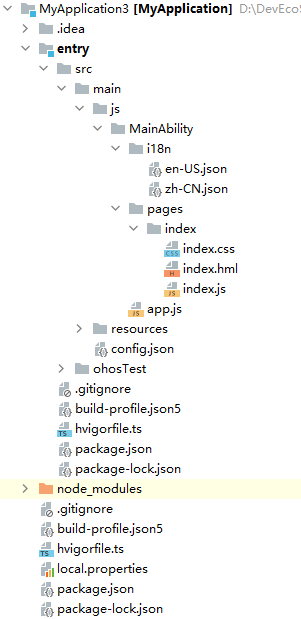 MyApplication3 [MyApplication] D:\DevEcoS
.idea
entry
src
main
js
MainAbility
i18n
en-US.json
zh-CN.json
pages
index
index.css
index.hml
index.js
app.js
resources
config.json
ohosTest
.gitignore
build-profile.json5
hvigorfile.ts
package.json
package-lock.json
node_modules
.gitignore
build-profile.json5
hvigorfile.ts
local.properties
package.json
package-lock.json